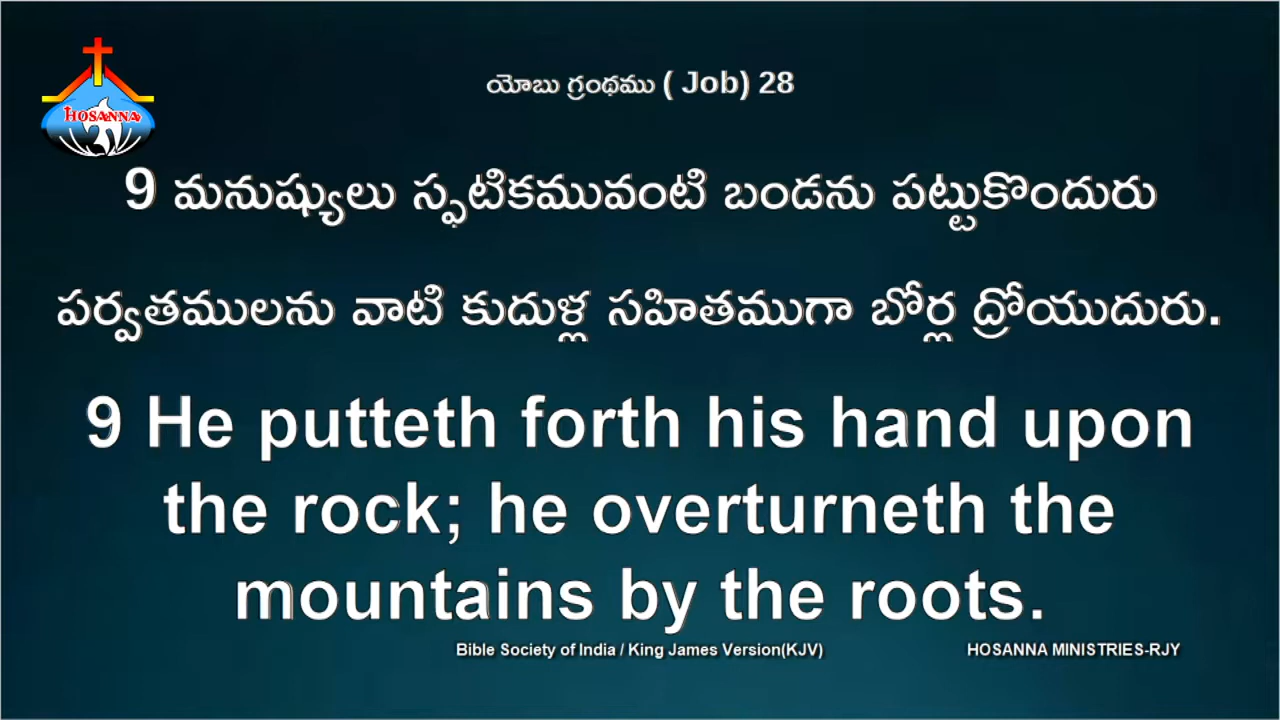 HOSANNA
యోబు గ్రంథము ( Job) 28
9 మనుష్యులు స్ఫటికమువంటి బండను పట్టుకొందురు
పర్వతములను వాటి కుదుళ్ల సహితముగా బోర్ల ద్రోయుదురు.
9 He putteth forth his hand upon
the rock; he overturneth the
mountains by the roots.
Bible Society of India / King James Version(KJV) HOSANNA MINISTRIES-RJY